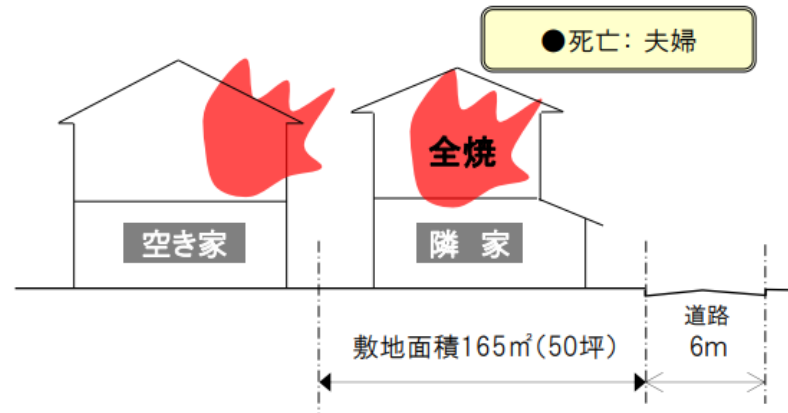 ●死亡：夫婦
全焼
空き家
隣 家
敷地面積165㎡(50坪)
道路
6m